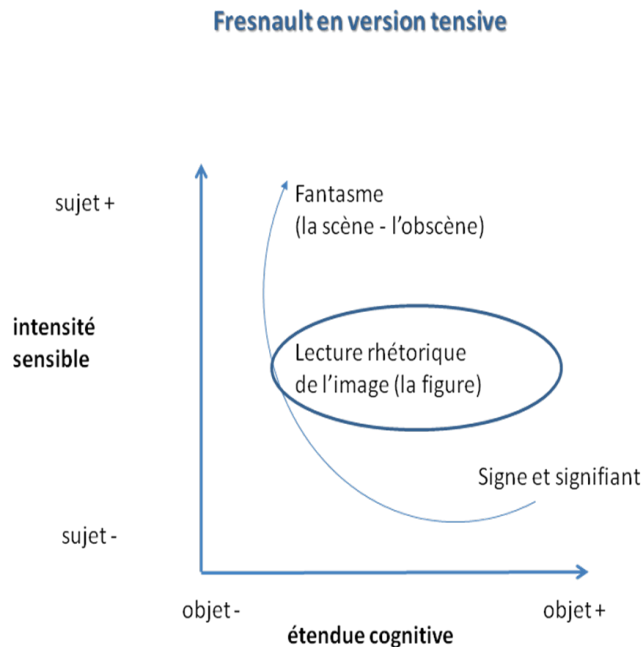 Fresnault en version tensive
sujet +
Fantasme
(la scène - l'obscène)
intensité
sensible
Lecture rhétorique
de l'image (la figure)
Signe et signifiant
sujet -
objet -
objet +
étendue cognitive